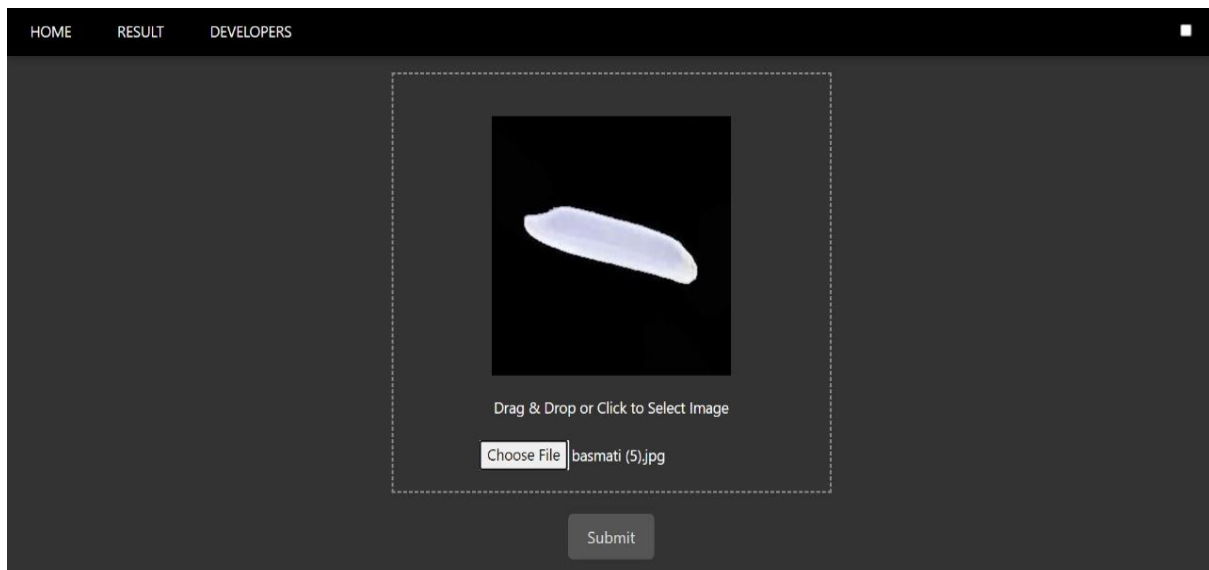 HOME RESULT DEVELOPERS
Drag & Drop or Click to Select Image
Choose File basmati (5).jpg
Submit